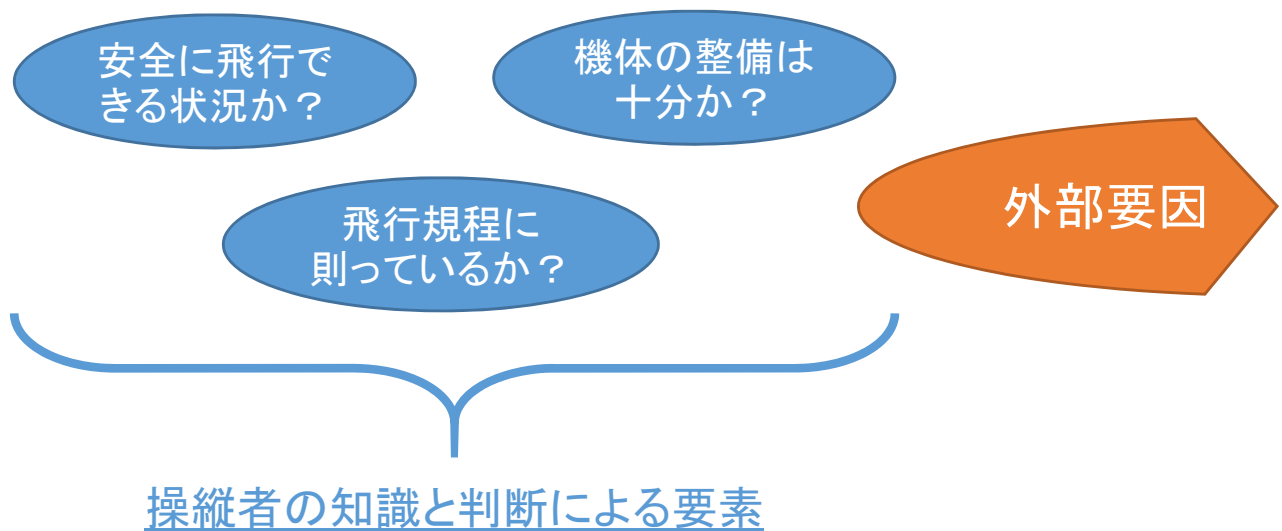 安全に飛行で
きる状況か？
機体の整備は
十分か？
飛行規程に
則っているか？
外部要因
操縦者の知識と判断による要素